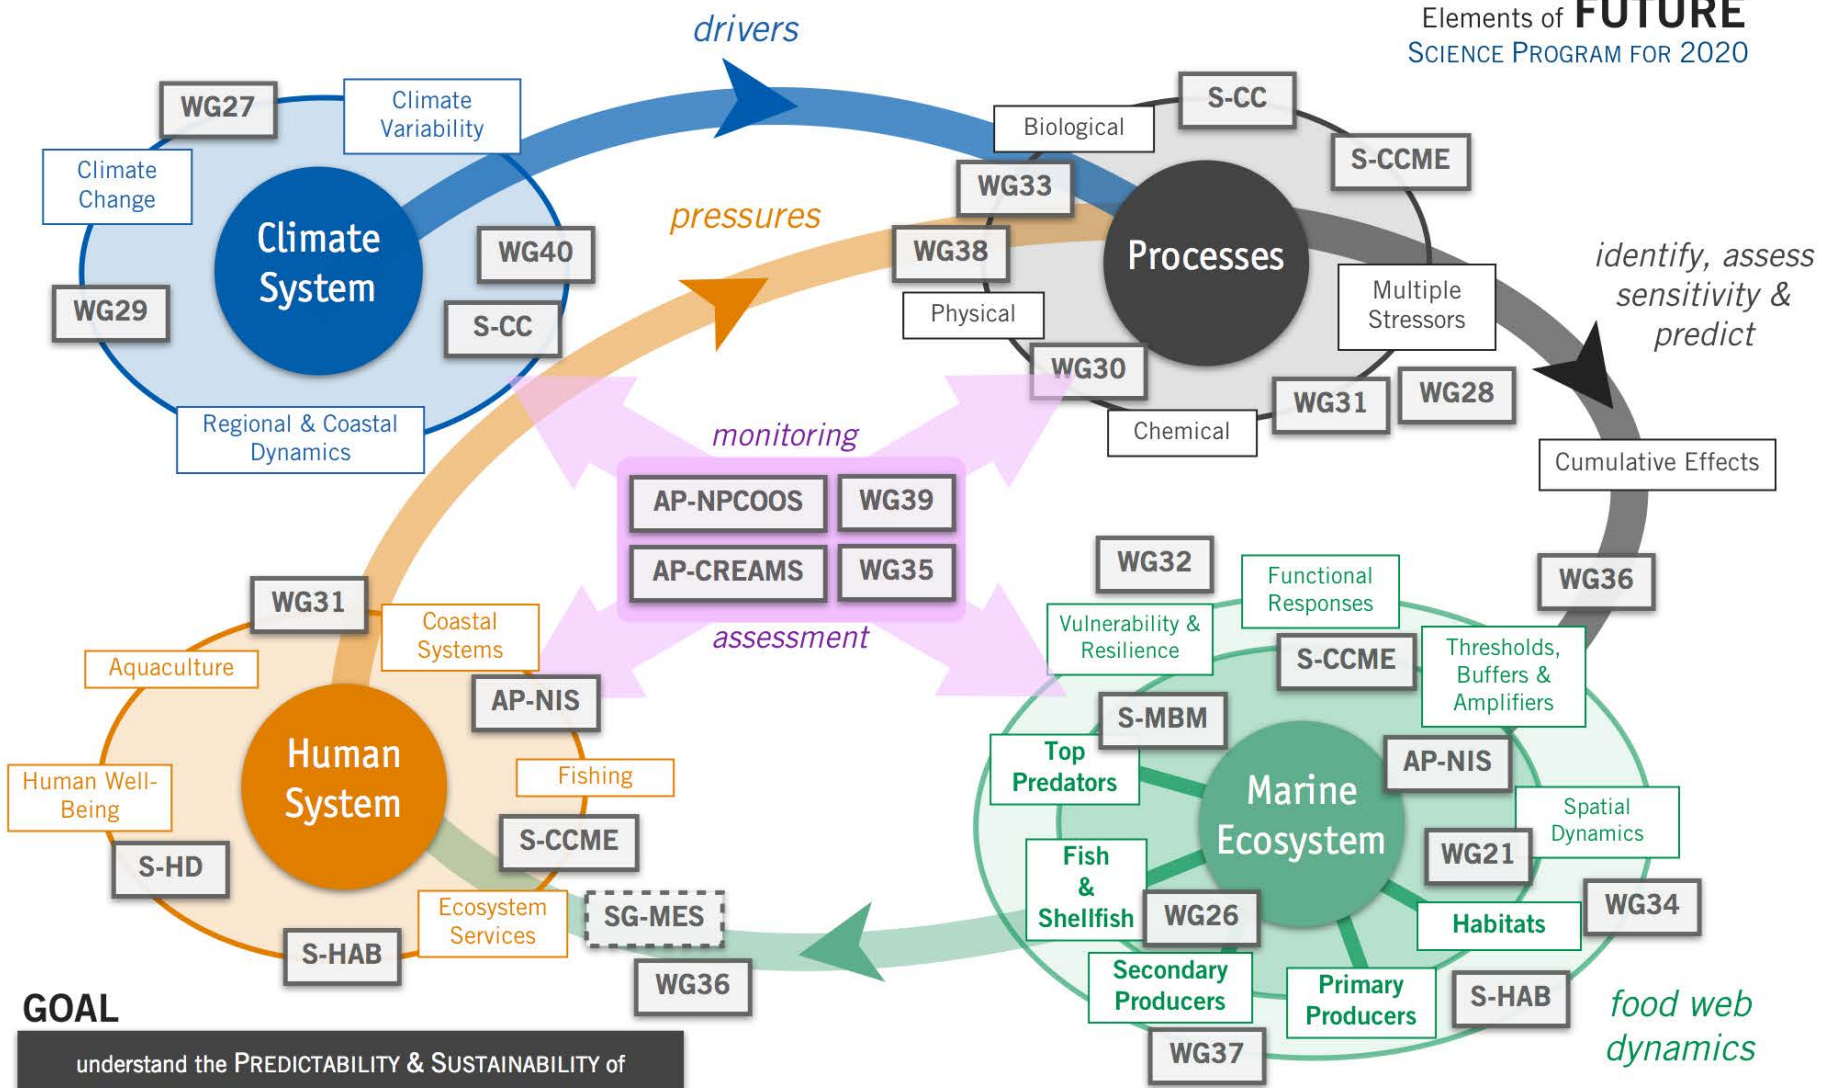 Elements of FUTURE
SCIENCE PROGRAM FOR 2020
drivers
WG27
Climate
Variability
Climate
Change
Climate
System
WG40
WG29
S-CC
Regional & Coastal
Dynamics
pressures
S-CC
Biological
S-CCME
WG33
WG38
Processes
Physical
Multiple
Stressors
WG30
WG31
WG28
Chemical
identify, assess
sensitivity &
predict
Cumulative Effects
WG36
monitoring
AP-NPCOOS
WG39
AP-CREAMS
WG35
assessment
WG31
Coastal
Systems
Aquaculture
AP-NIS
Human
System
Human Well-
Being
Fishing
S-CCME
S-HD
Ecosystem
Services
S-HAB
SG-MES
WG36
WG32
Functional
Responses
Vulnerability &
Resilience
S-CCME
Thresholds,
Buffers &
Amplifiers
S-MBM
Top
Predators
AP-NIS
Marine
Ecosystem
Spatial
Dynamics
Fish
&
Shellfish
WG21
WG26
Habitats
WG34
Secondary
Producers
Primary
Producers
S-HAB
WG37
food web
dynamics
GOAL
understand the PREDICTABILITY & SUSTAINABILITY of